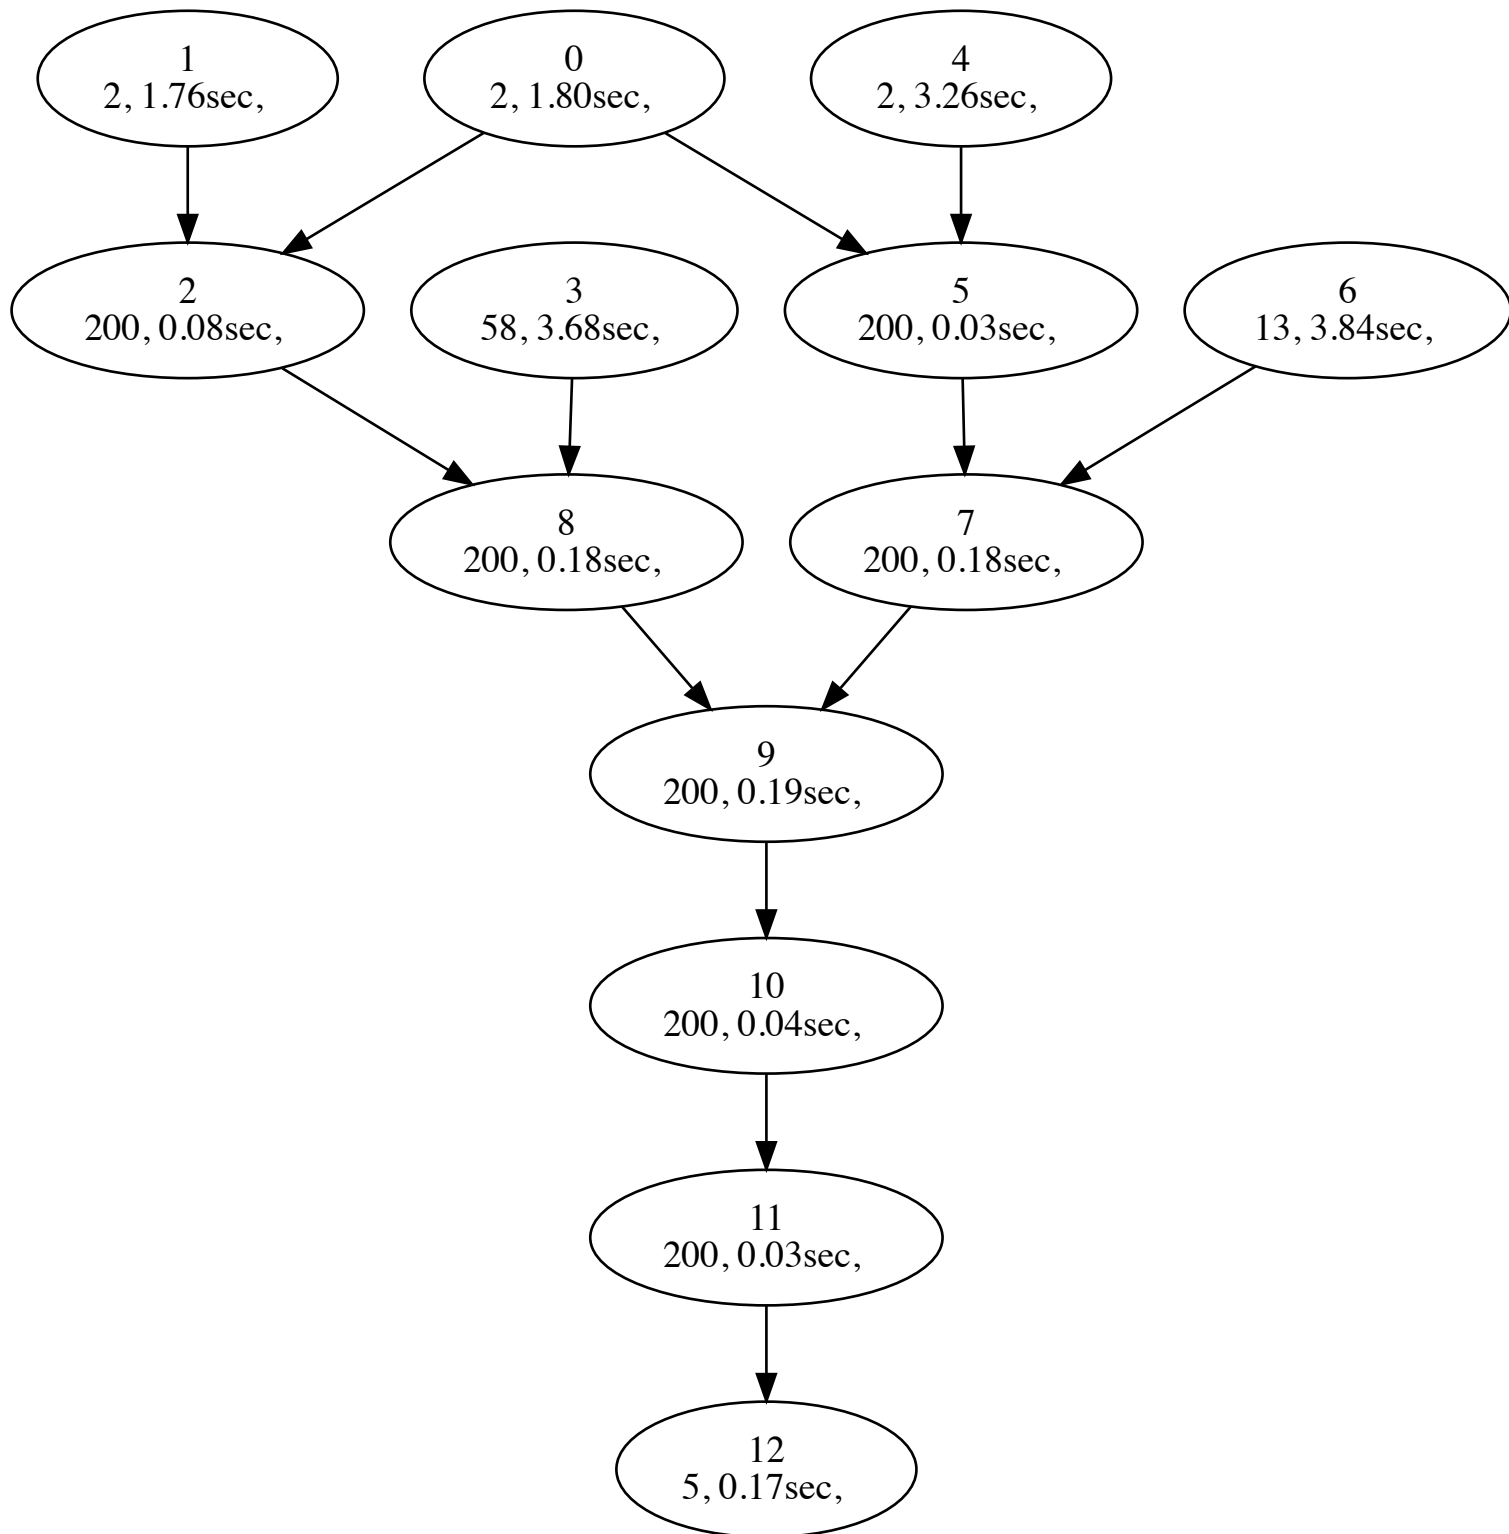 1
2, 1.76sec,
0
2, 1.80sec,
4
2, 3.26sec,
2
200, 0.08sec,
3
58, 3.68sec,
5
200, 0.03sec,
6
13, 3.84sec,
8
200, 0.18sec,
7
200, 0.18sec,
9
200, 0.19sec,
10
200, 0.04sec,
11
200, 0.03sec,
12
5, 0.17sec,